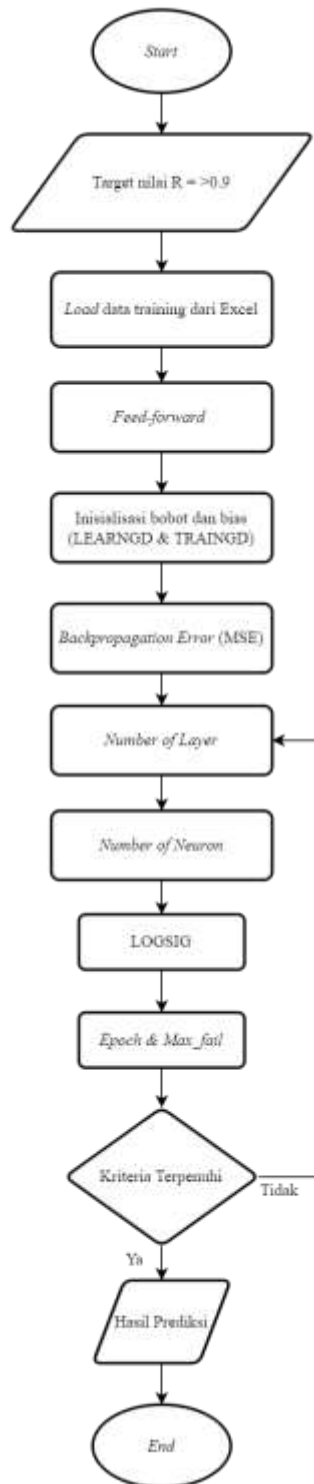 Start
Target nilai R = >0.9
Load data training dari Excel
Feed-forward
Inisialisasi bobot dan bias
(LEARNGD & TRAINGD)
Backpropagation Error (MSE)
Number of Layer
Number of Neuron
LOGSIG
Epoch & Max_fail
Kriteria Terpenuhi
Tidak
Ya
Hasil Prediksi
End